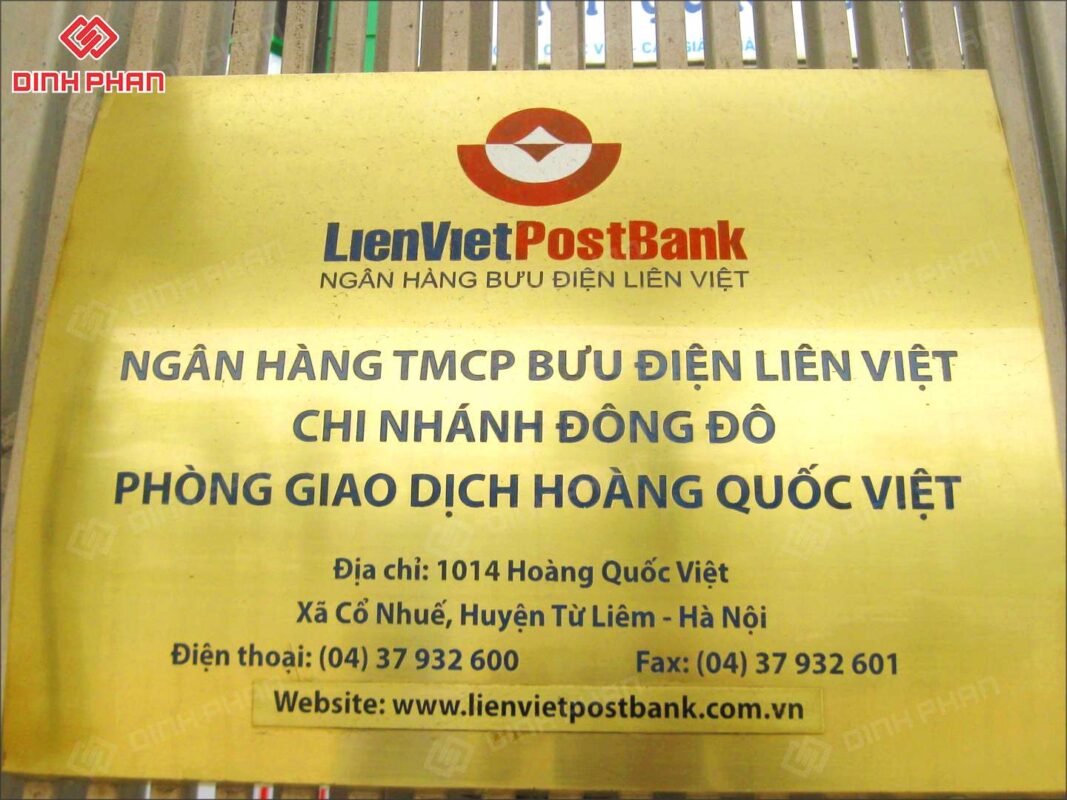 DINH PHAN
LIENVIETPOSTBANK
NGÂN HÀNG BƯU ĐIỆN LIÊN VIỆT
NGÂN HÀNG TMCP BƯU ĐIỆN LIÊN VIỆT
CHI NHÁNH ĐÔNG ĐÔ
PHÒNG GIAO DỊCH HOÀNG QUỐC VIỆT
Địa chỉ: 1014 Hoàng Quốc Việt
Xã Cổ Nhuế, Huyện Từ Liêm - Hà Nội
Điện thoại: (04) 37 932 600 Fax: (04) 37 932 601
Website: www.lienvietpostbank.com.vn